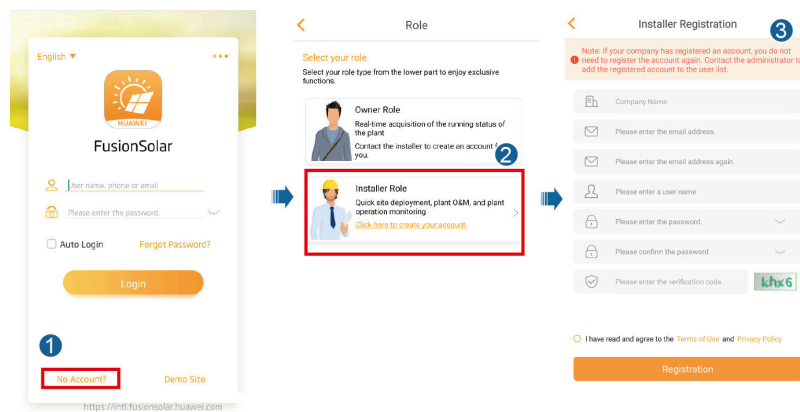 English ▼
HUAWEI
FusionSolar
User name, phone or email
Please enter the password.
Auto Login
Forgot Password?
Login
1
No Account?
Demo Site
https://intl.fusionsolar.huawei.com
Role
Select your role.
Select your role type from the lower part to enjoy exclusive
functions.
Owner Role
Real-time acquisition of the running status of
the plant
Contact the installer to create an account
you.
2
Installer Role
Quick site deployment, plant O&M, and plant
operation monitoring
Click here to create your account.
Installer Registration
3
Note: If your company has registered an account, you do not
need to register the account again. Contact the administrator to
add the registered account to the user list.
Company Name
Please enter the email address.
Please enter the email address again.
Please enter a user name
Please enter the password.
Please confirm the password.
Please enter the verification code.
khx6
I have read and agree to the Terms of Use and Privacy Policy
Registration